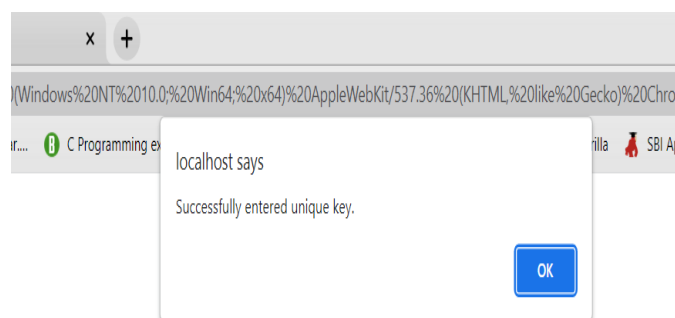 (Windows%20NT%2010.0;%20Win64;%20x64)%20AppleWebKit/537.36%20(KHTML,%20like%20Gecko)%20Chro
C Programming ex
SBI A
localhost says
Successfully entered unique key.
OK